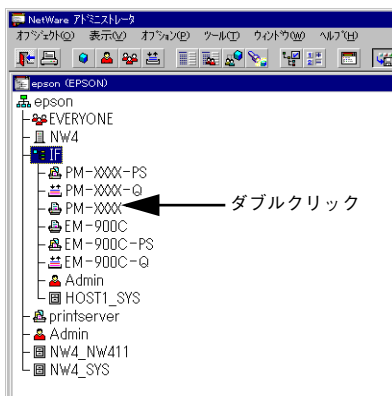 NetWare アドミニストレータ
オブジェクト(O) 表示(V) オプション(P) ツール(T) ウィンドウ(W) ヘルプ(H)
epson (EPSON)
epson
EVERYONE
NW4
IF
PM-XXXX-PS
PM-XXXX-Q
PM-XXXX
ダブルクリック
EM-900C
EM-900C-PS
EM-900C-Q
Admin
HOST1_SYS
printserver
Admin
NW4_NW411
NW4_SYS